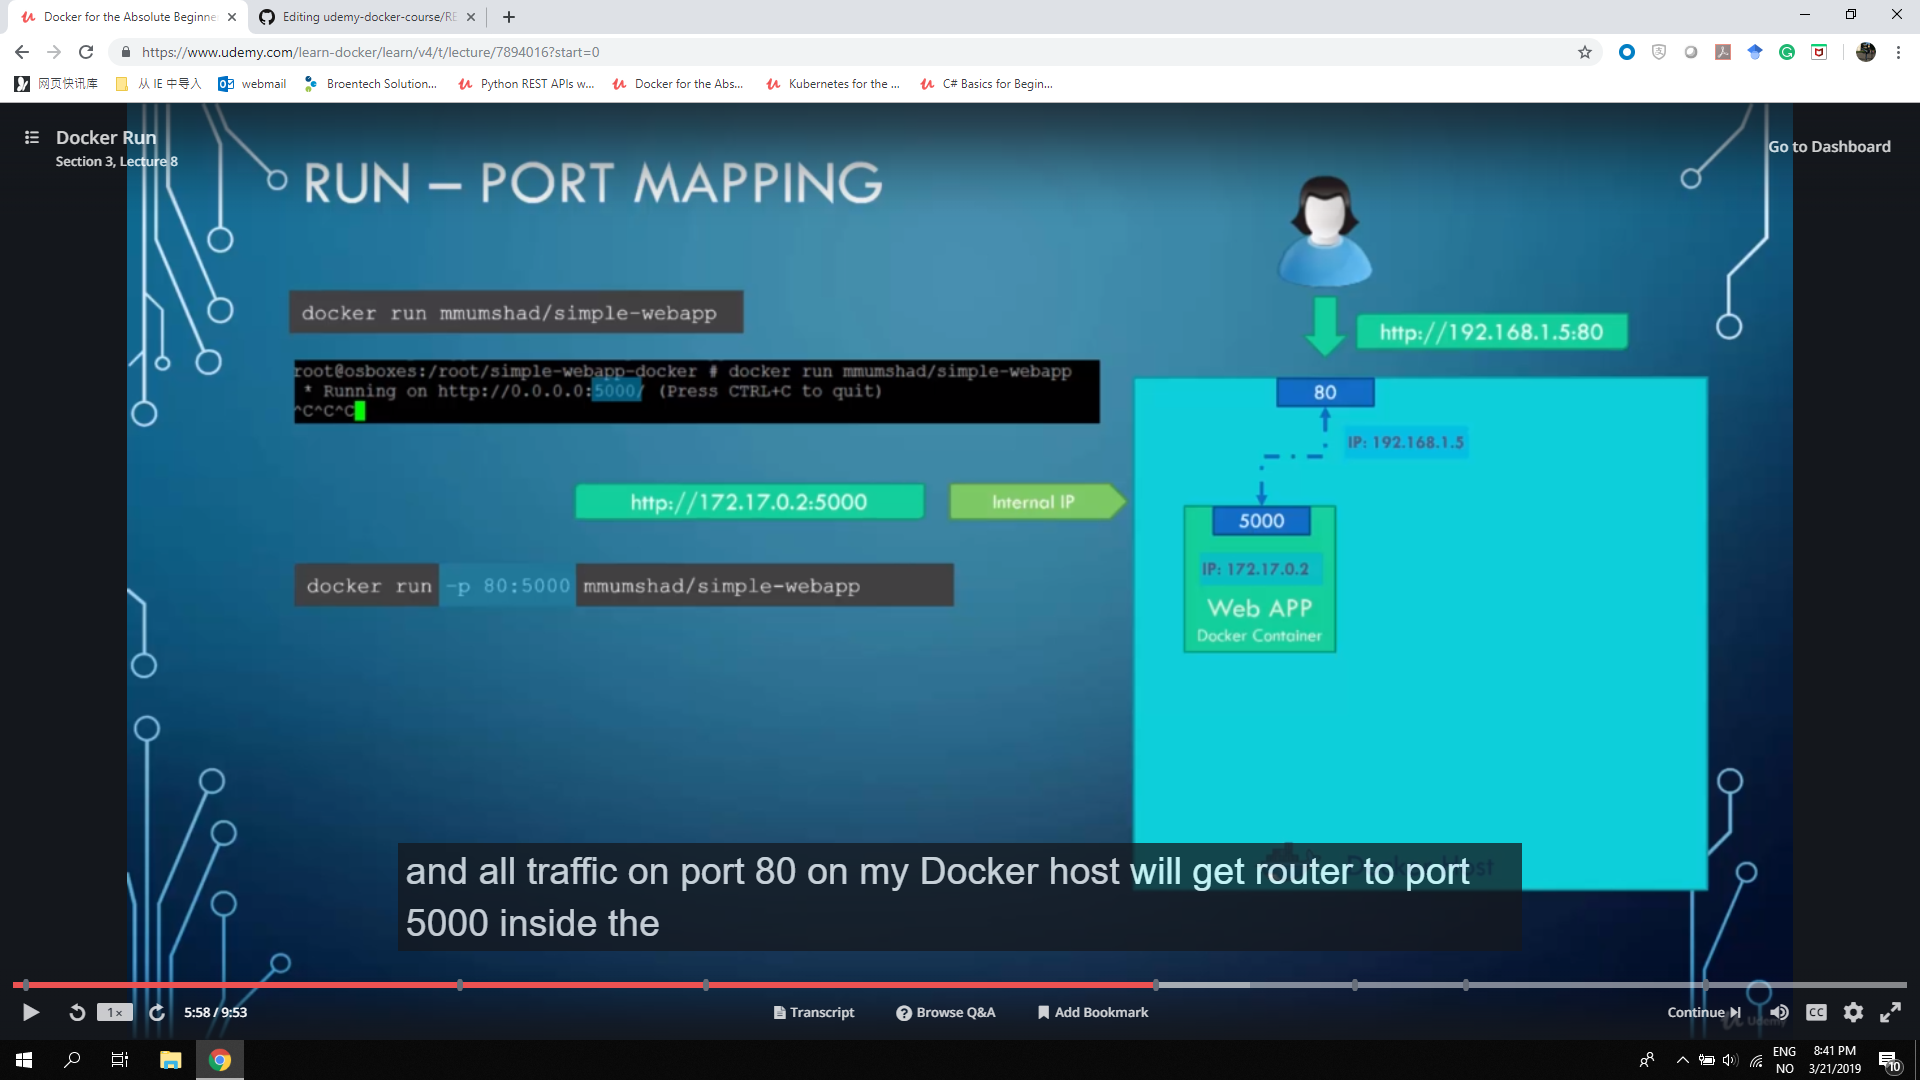 Docker for the Absolute Beginne
Editing udemy-docker-course/RE
https://www.udemy.com/learn-docker/learn/v4/t/lecture/7894016?start=0
网页快讯库
从 IE 中导入
webmail
Broentech Solution...
Python REST APIs w...
Docker for the Abs...
Kubernetes for the ...
C# Basics for Begin...
Docker Run
Section 3, Lecture 8
Go to Dashboard
RUN – PORT MAPPING
docker run mmumshad/simple-webapp
http://192.168.1.5:80
root@osboxes:/root/simple-webapp-docker # docker run mmumshad/simple-webapp
* Running on http://0.0.0.0:5000/ (Press CTRL+C to quit)
^C^C^C
80
IP: 192.168.1.5
http://172.17.0.2:5000
Internal IP
5000
IP: 172.17.0.2
Web APP
Docker Container
docker run -p 80:5000 mmumshad/simple-webapp
and all traffic on port 80 on my Docker host will get router to port
5000 inside the
1×
5:58 / 9:53
Transcript
Browse Q&A
Add Bookmark
Continue
CC
Udemy
ENG
NO
8:41 PM
3/21/2019
10